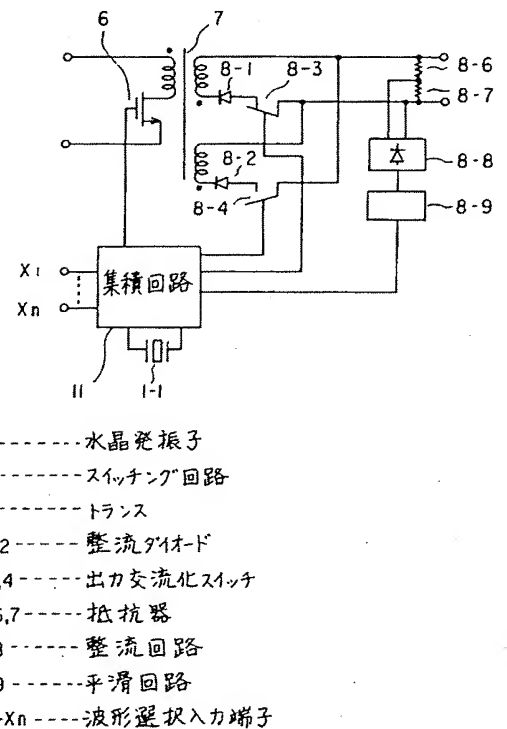 6
7
8-1
8-3
8-6
8-7
8-2
8-8
8-4
8-9
X1
集積回路
Xn
11
1-1
-------水晶発振子
-------スイッチング回路
-------トランス
2-----整流ダイオード
,4-----出力交流化スイッチ
6,7-----抵抗器
8------整流回路
9------平滑回路
-Xn----波形選択入力端子